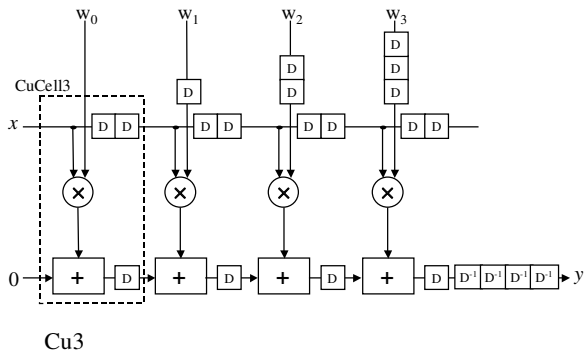 w₀ w₁ w₂ w₃
D
D D
D D D
CuCell3
x D D D D D D D D
× × × ×
0 + D + D + D + D D⁻¹ D⁻¹ D⁻¹ D⁻¹ y
Cu3